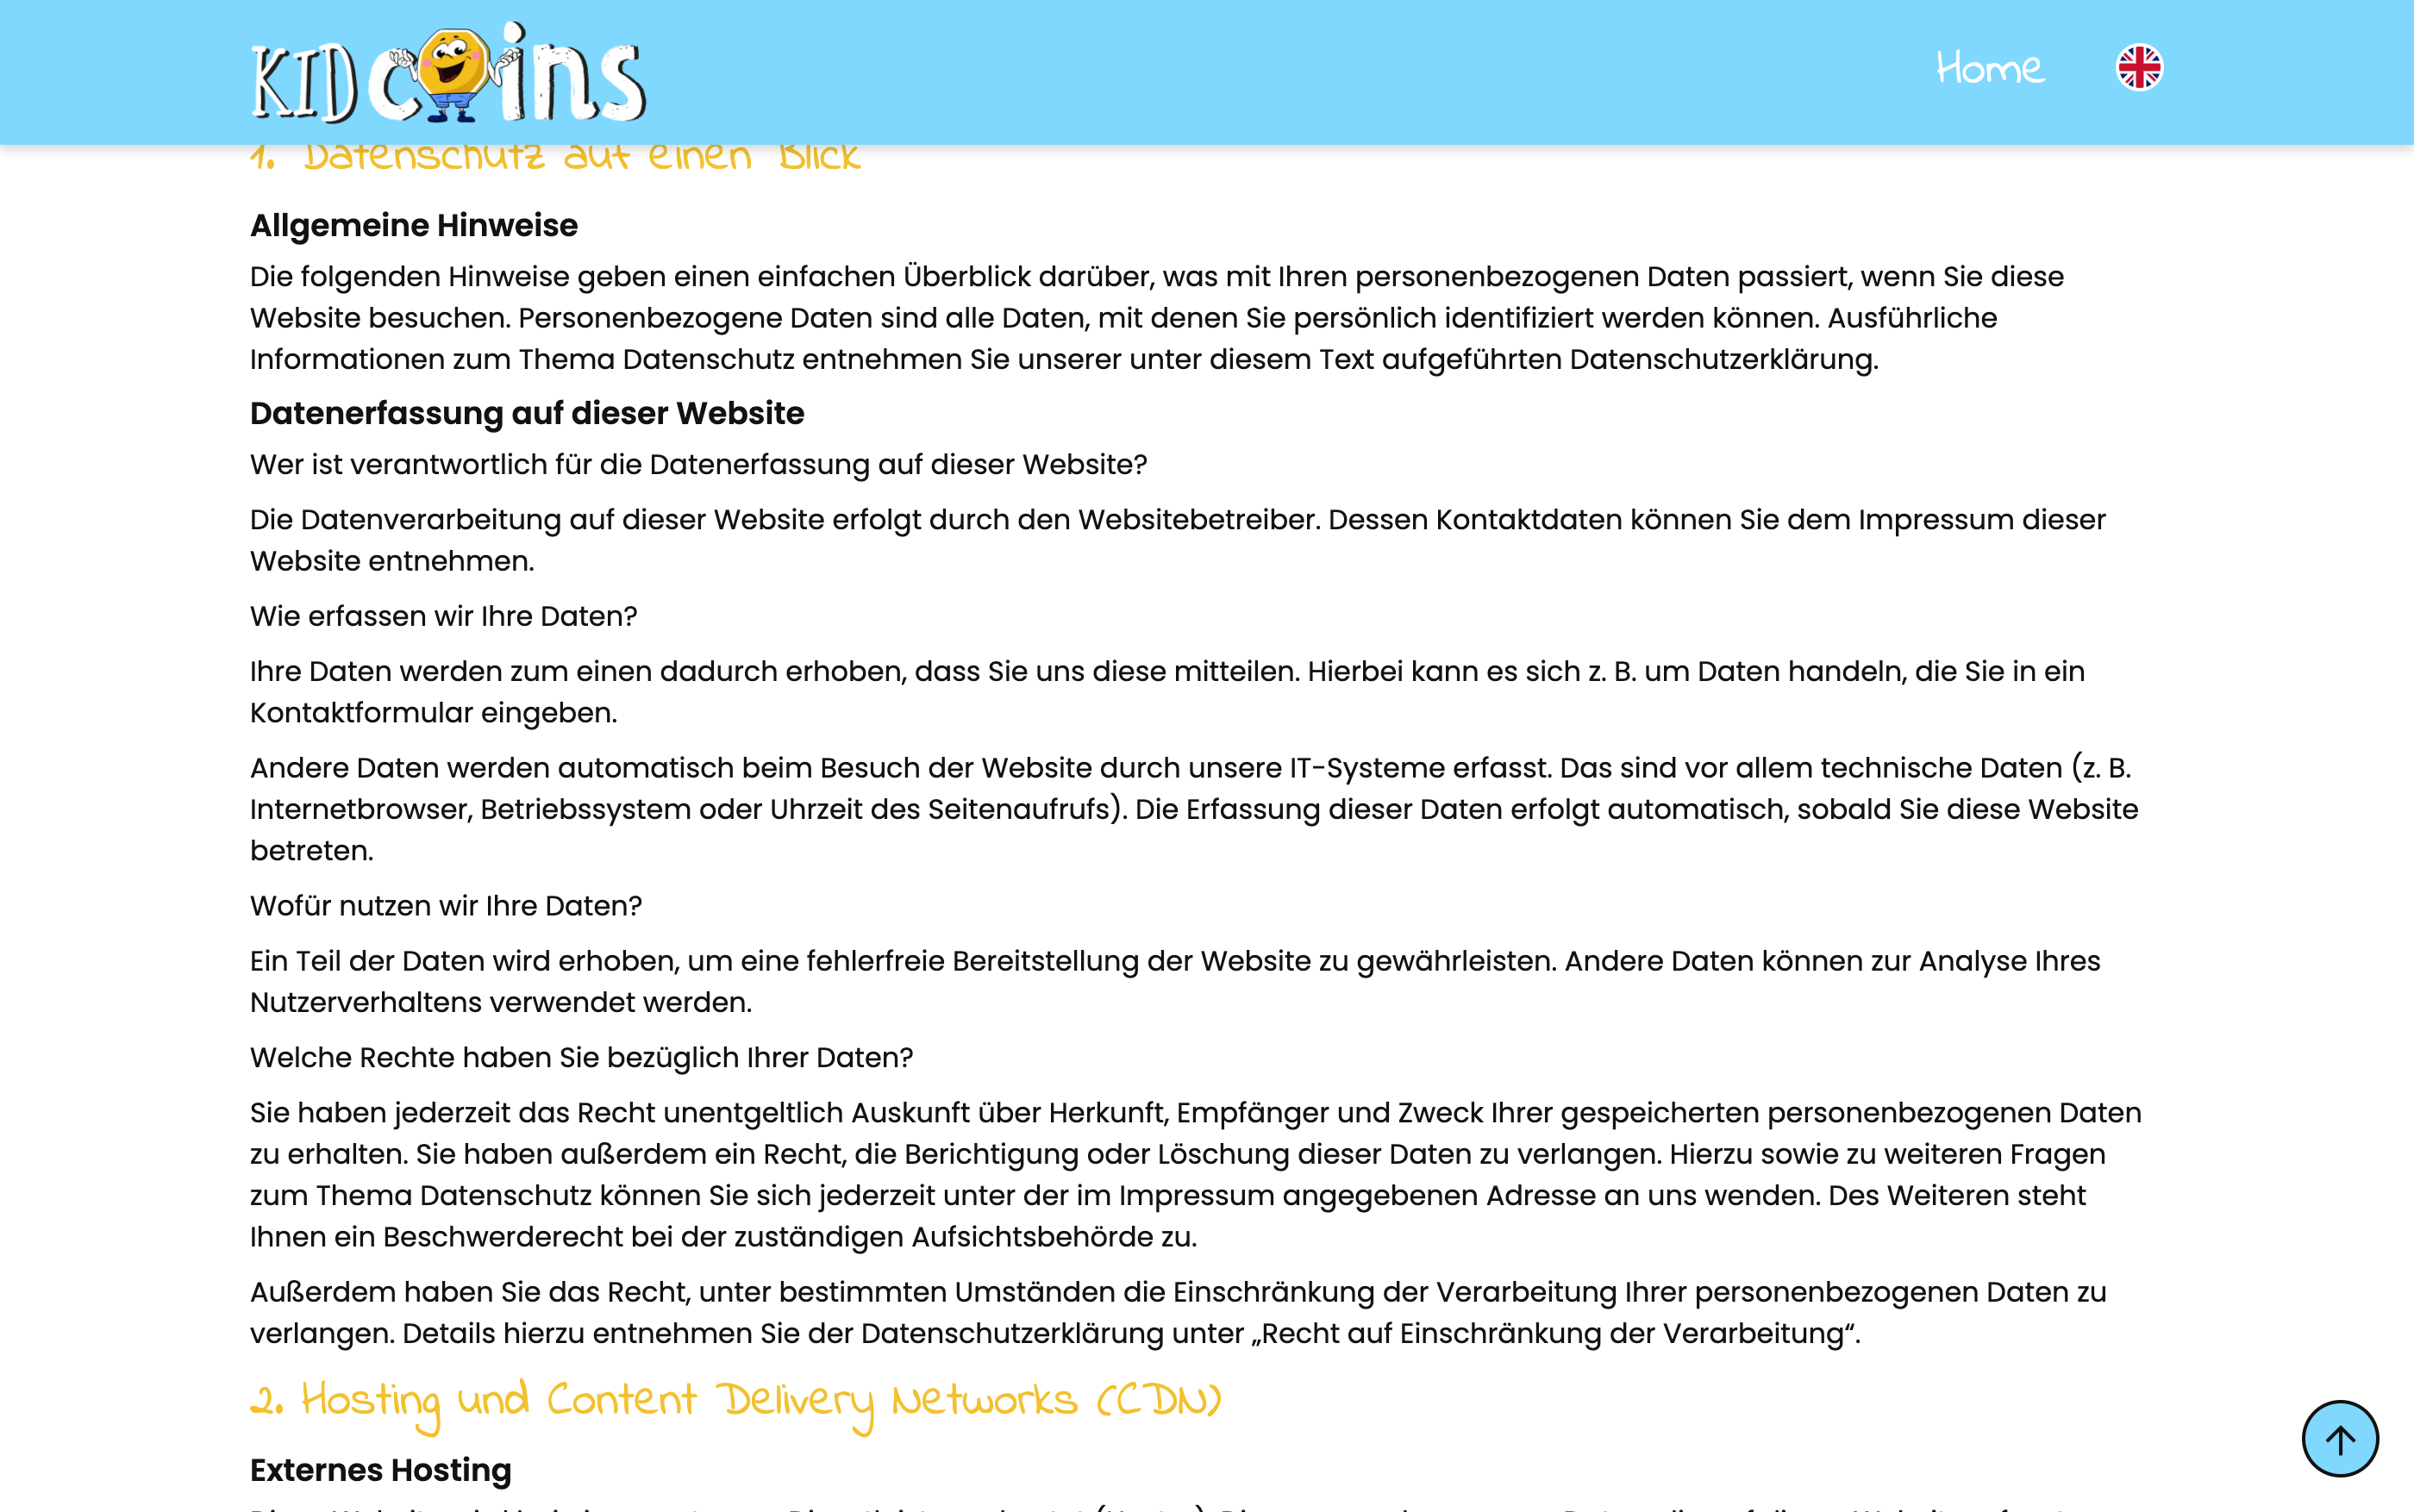 KID coins
Home
1. Datenschutz auf einen Blick
Allgemeine Hinweise
Die folgenden Hinweise geben einen einfachen Überblick darüber, was mit Ihren personenbezogenen Daten passiert, wenn Sie diese
Website besuchen. Personenbezogene Daten sind alle Daten, mit denen Sie persönlich identifiziert werden können. Ausführliche
Informationen zum Thema Datenschutz entnehmen Sie unserer unter diesem Text aufgeführten Datenschutzerklärung.
Datenerfassung auf dieser Website
Wer ist verantwortlich für die Datenerfassung auf dieser Website?
Die Datenverarbeitung auf dieser Website erfolgt durch den Websitebetreiber. Dessen Kontaktdaten können Sie dem Impressum dieser
Website entnehmen.
Wie erfassen wir Ihre Daten?
Ihre Daten werden zum einen dadurch erhoben, dass Sie uns diese mitteilen. Hierbei kann es sich z. B. um Daten handeln, die Sie in ein
Kontaktformular eingeben.
Andere Daten werden automatisch beim Besuch der Website durch unsere IT-Systeme erfasst. Das sind vor allem technische Daten (z. B.
Internetbrowser, Betriebssystem oder Uhrzeit des Seitenaufrufs). Die Erfassung dieser Daten erfolgt automatisch, sobald Sie diese Website
betreten.
Wofür nutzen wir Ihre Daten?
Ein Teil der Daten wird erhoben, um eine fehlerfreie Bereitstellung der Website zu gewährleisten. Andere Daten können zur Analyse Ihres
Nutzerverhaltens verwendet werden.
Welche Rechte haben Sie bezüglich Ihrer Daten?
Sie haben jederzeit das Recht unentgeltlich Auskunft über Herkunft, Empfänger und Zweck Ihrer gespeicherten personenbezogenen Daten
zu erhalten. Sie haben außerdem ein Recht, die Berichtigung oder Löschung dieser Daten zu verlangen. Hierzu sowie zu weiteren Fragen
zum Thema Datenschutz können Sie sich jederzeit unter der im Impressum angegebenen Adresse an uns wenden. Des Weiteren steht
Ihnen ein Beschwerderecht bei der zuständigen Aufsichtsbehörde zu.
Außerdem haben Sie das Recht, unter bestimmten Umständen die Einschränkung der Verarbeitung Ihrer personenbezogenen Daten zu
verlangen. Details hierzu entnehmen Sie der Datenschutzerklärung unter „Recht auf Einschränkung der Verarbeitung“.
2. Hosting und Content Delivery Networks (CDN)
Externes Hosting